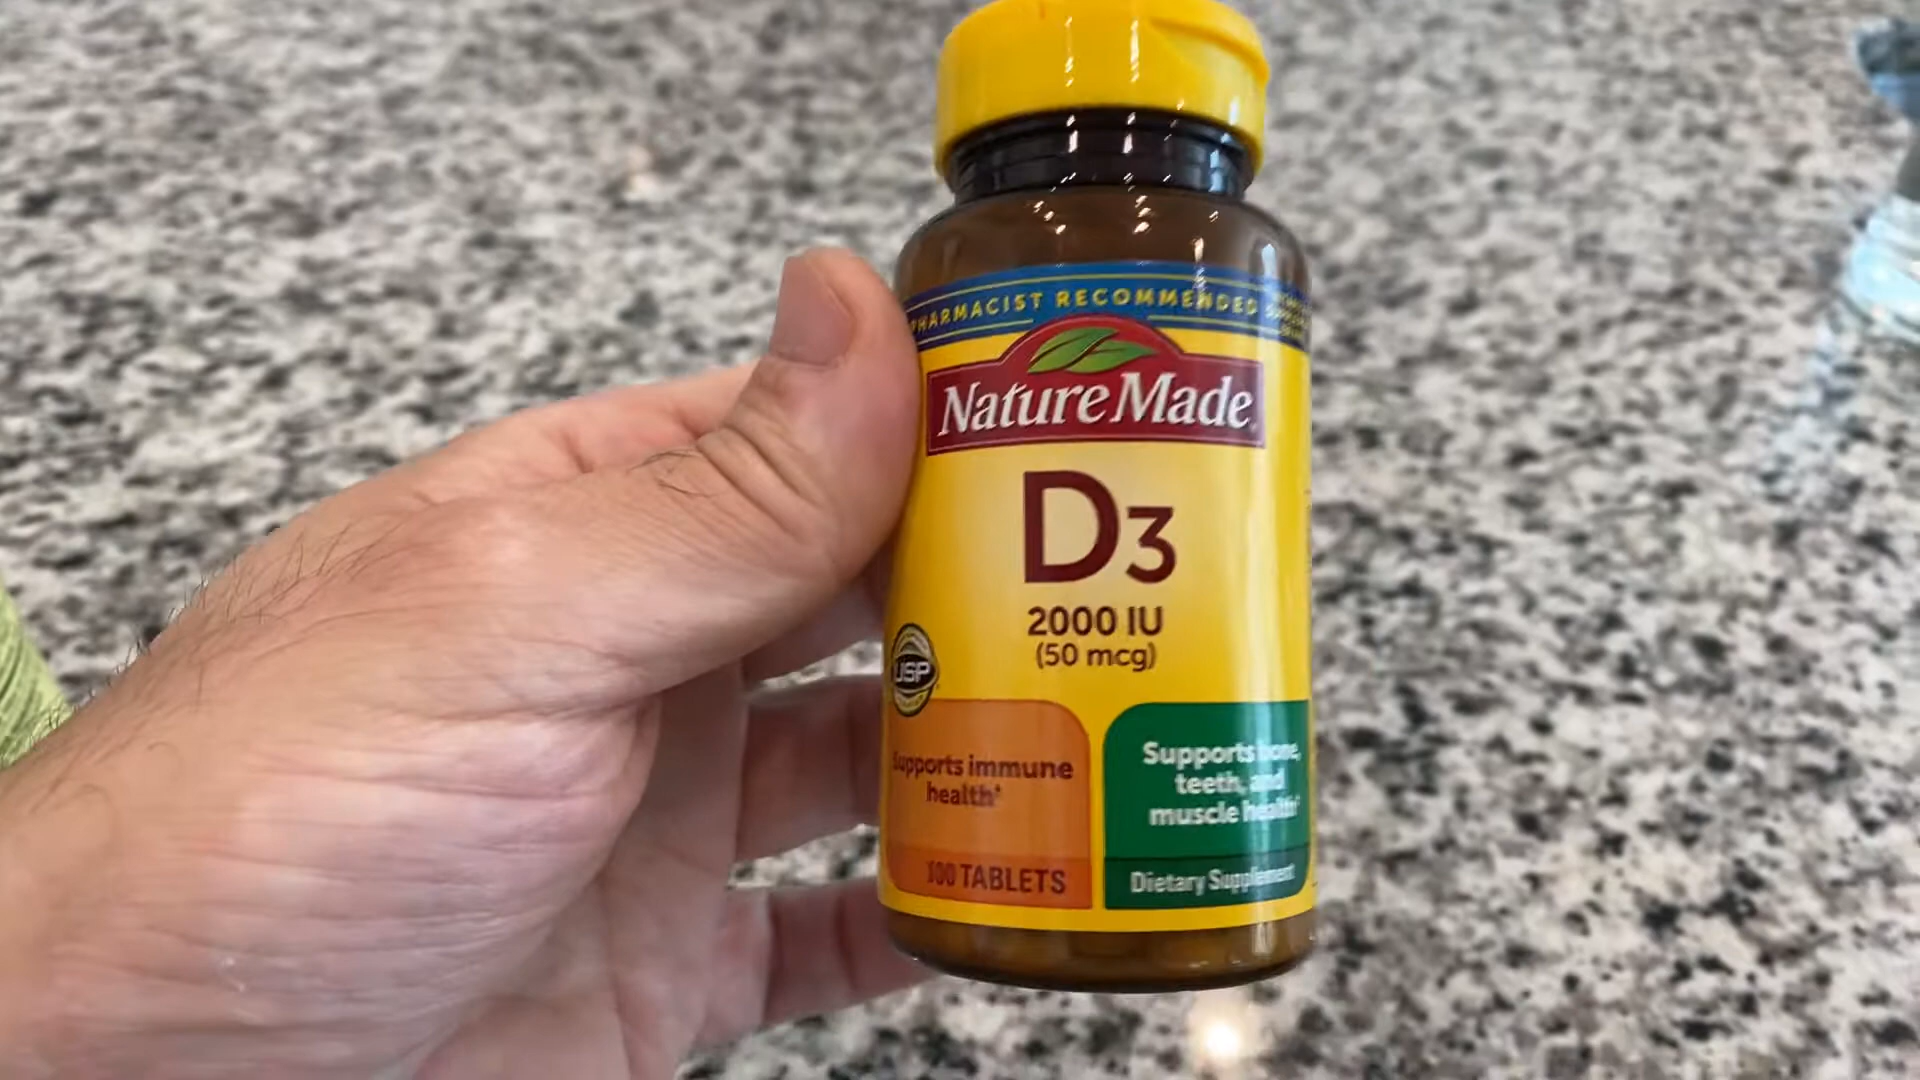 PHARMACIST RECOMMENDED
Nature Made
D3
2000 IU
(50 mcg)
USP
Supports immune
health*
Supports bone,
teeth, and
muscle health*
100 TABLETS
Dietary Supplement